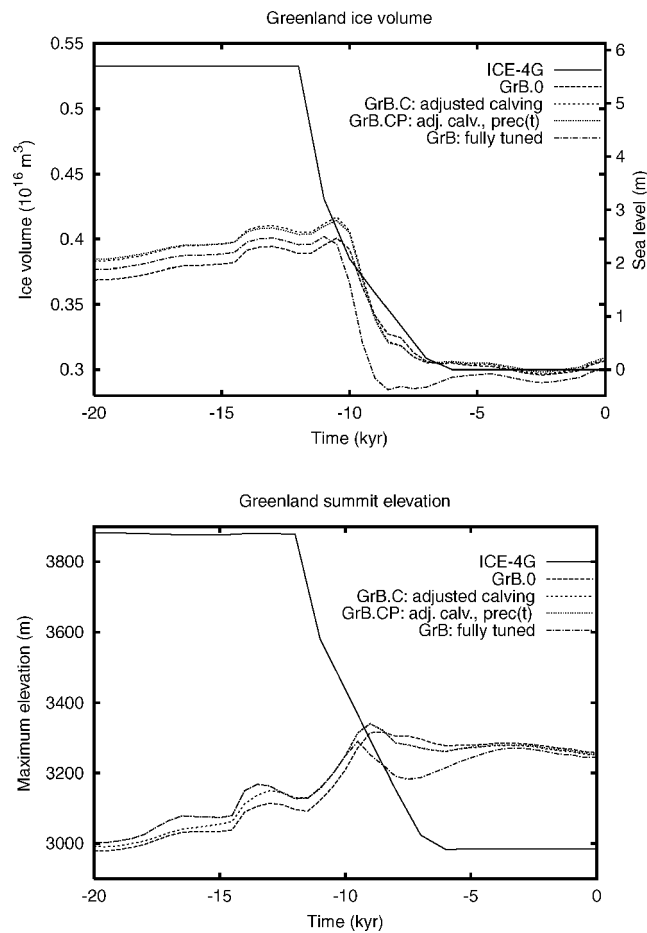 Greenland ice volume
0.55
0.5
0.45
0.4
0.35
0.3
Ice volume (10^16 m^3)
6
5
4
3
2
1
0
Sea level (m)
ICE-4G
GrB.0
GrB.C: adjusted calving
GrB.CP: adj. calv., prec(t)
GrB: fully tuned
-20 -15 -10 -5 0
Time (kyr)
Greenland summit elevation
3800
3600
3400
3200
3000
Maximum elevation (m)
ICE-4G
GrB.0
GrB.C: adjusted calving
GrB.CP: adj. calv., prec(t)
GrB: fully tuned
-20 -15 -10 -5 0
Time (kyr)